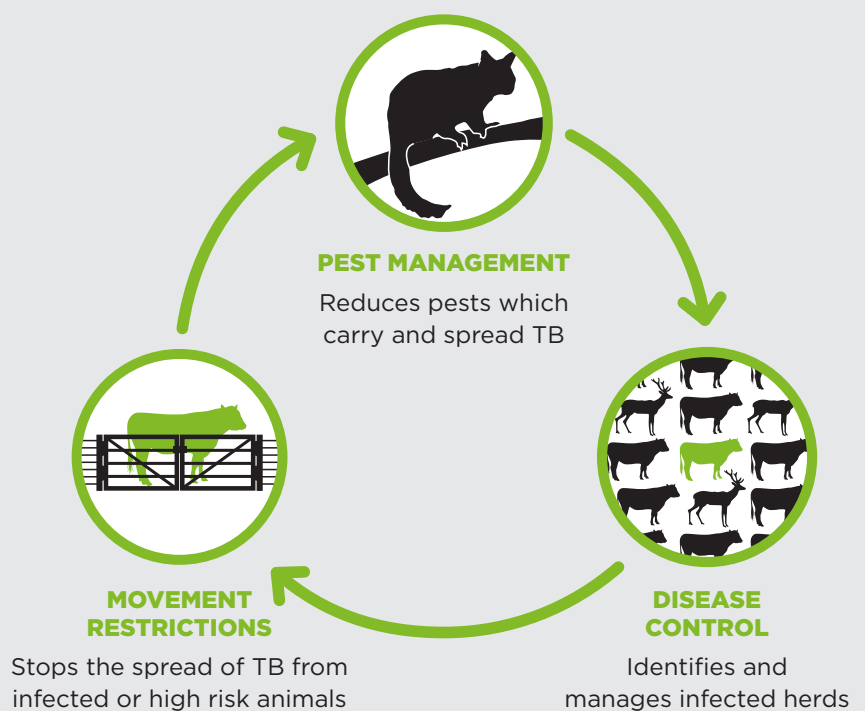 PEST MANAGEMENT
Reduces pests which
carry and spread TB
MOVEMENT
RESTRICTIONS
Stops the spread of TB from
infected or high risk animals
DISEASE
CONTROL
Identifies and
manages infected herds